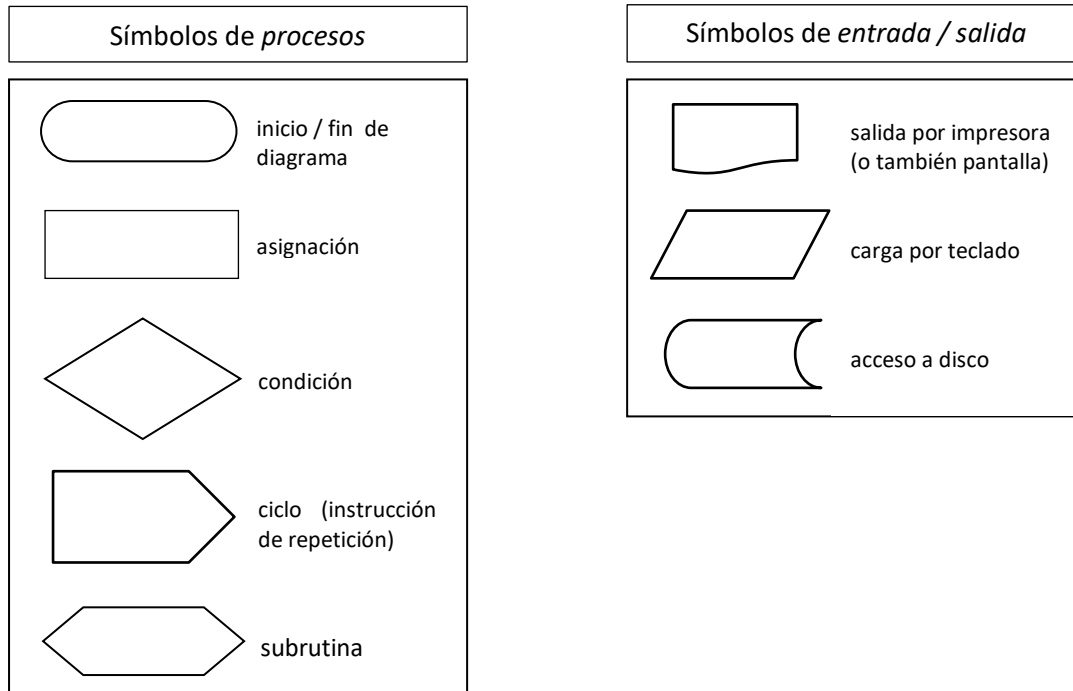 Símbolos de procesos
inicio / fin de
diagrama
asignación
condición
ciclo (instrucción
de repetición)
subrutina
Símbolos de entrada / salida
salida por impresora
(o también pantalla)
carga por teclado
acceso a disco